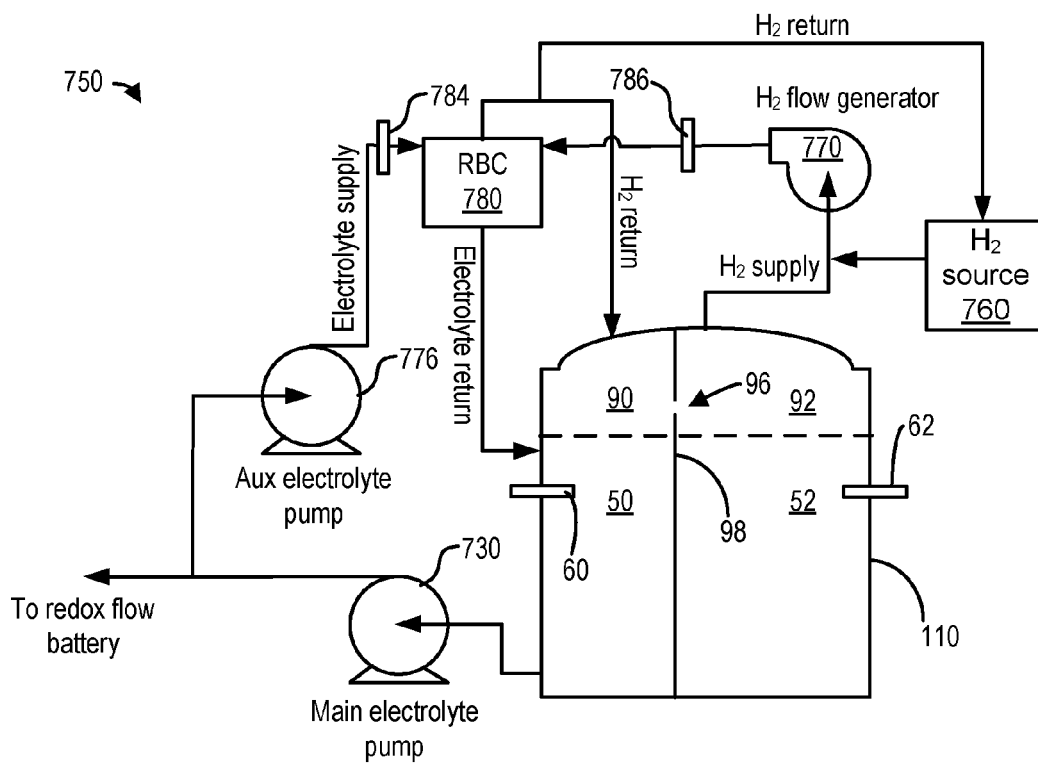 H2 return
750
784
786
H2 flow generator
770
RBC
780
Electrolyte supply
H2 return
Electrolyte return
H2 supply
H2
source
760
776
Aux electrolyte
pump
90
96
92
62
50
52
60
98
730
To redox flow
battery
110
Main electrolyte
pump